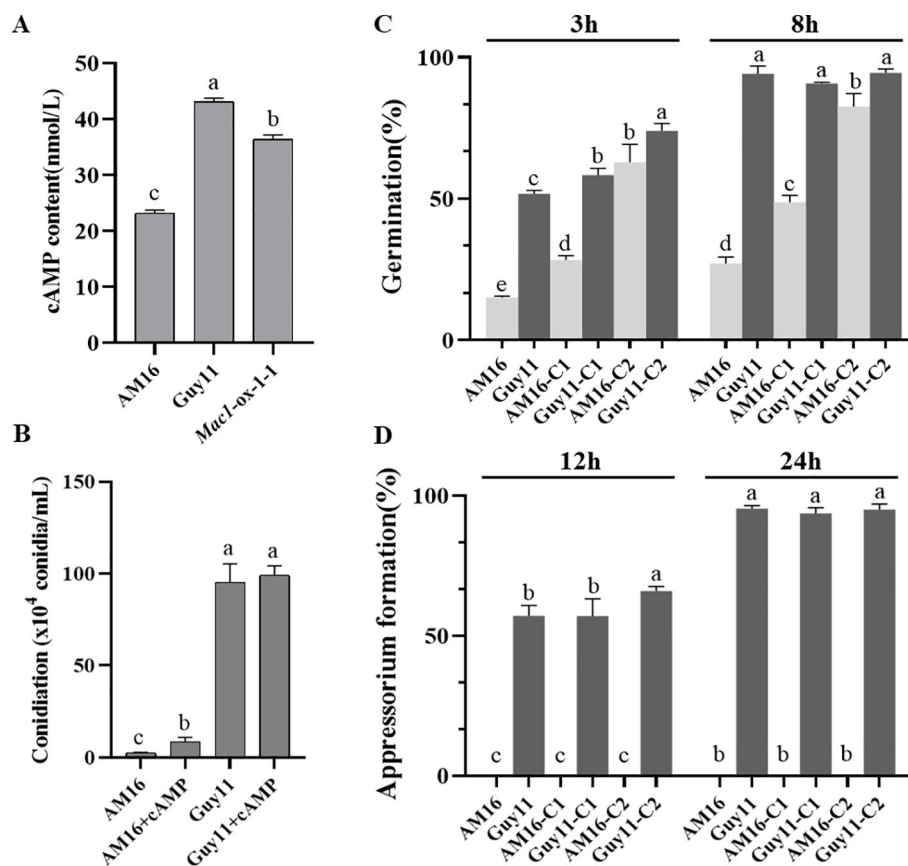 A
cAMP content(nmol/L)
50
40
30
20
10
0
c
a
b
AM16
Guy11
Mac1-ox-1-1
B
Conidiation (x10⁴ conidia/mL)
150
100
50
0
c
b
a
a
AM16
AM16+cAMP
Guy11
Guy11+cAMP
C
3h
8h
Germination(%)
100
50
0
e
c
d
b
b
a
d
a
c
a
b
a
AM16
Guy11
AM16-C1
Guy11-C1
AM16-C2
Guy11-C2
AM16
Guy11
AM16-C1
Guy11-C1
AM16-C2
Guy11-C2
D
12h
24h
Appressorium formation(%)
100
50
0
c
b
c
b
c
a
b
a
b
a
b
a
AM16
Guy11
AM16-C1
Guy11-C1
AM16-C2
Guy11-C2
AM16
Guy11
AM16-C1
Guy11-C1
AM16-C2
Guy11-C2